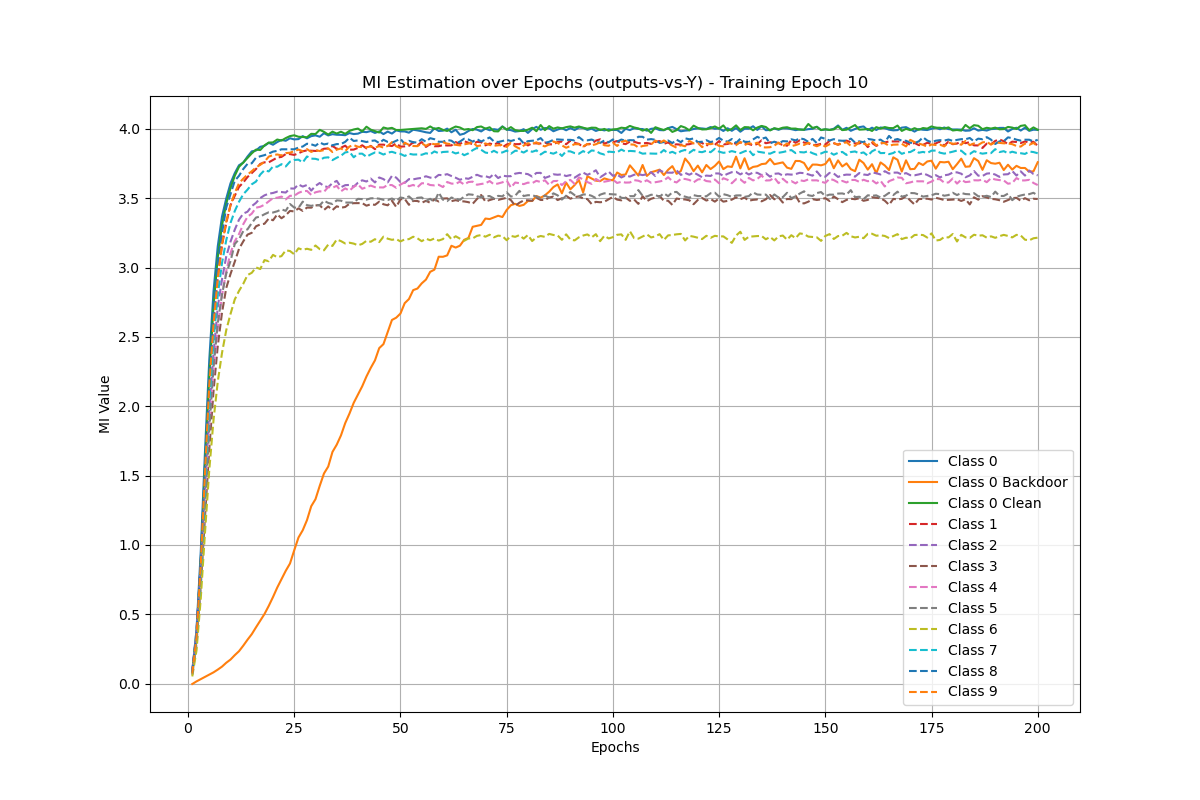 MI Estimation over Epochs (outputs-vs-Y) - Training Epoch 10
MI Value
4.0
3.5
3.0
2.5
2.0
1.5
1.0
0.5
0.0
0 25 50 75 100 125 150 175 200
Epochs
Class 0
Class 0 Backdoor
Class 0 Clean
Class 1
Class 2
Class 3
Class 4
Class 5
Class 6
Class 7
Class 8
Class 9